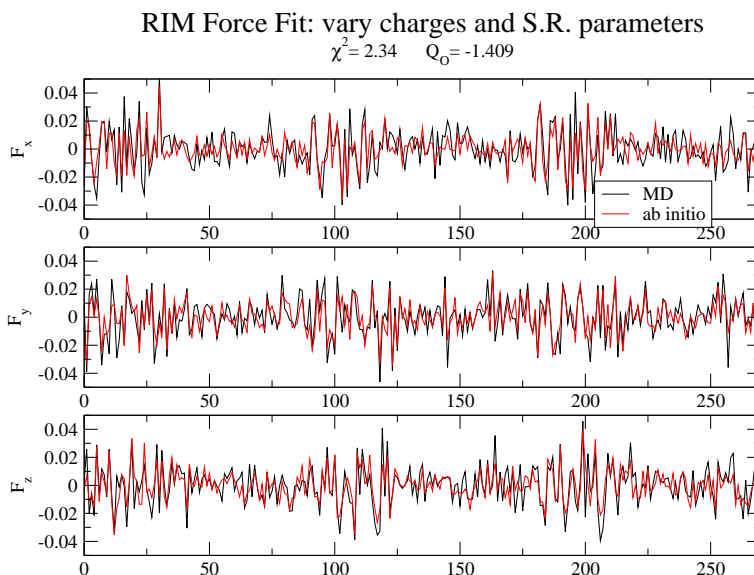 RIM Force Fit: vary charges and S.R. parameters
χ²= 2.34 Q_O= -1.409
0.04
0.02
0
-0.02
-0.04
F_x
MD
ab initio
0 50 100 150 200 250
0.04
0.02
0
-0.02
-0.04
F_y
0 50 100 150 200 250
0.04
0.02
0
-0.02
-0.04
F_z
0 50 100 150 200 250